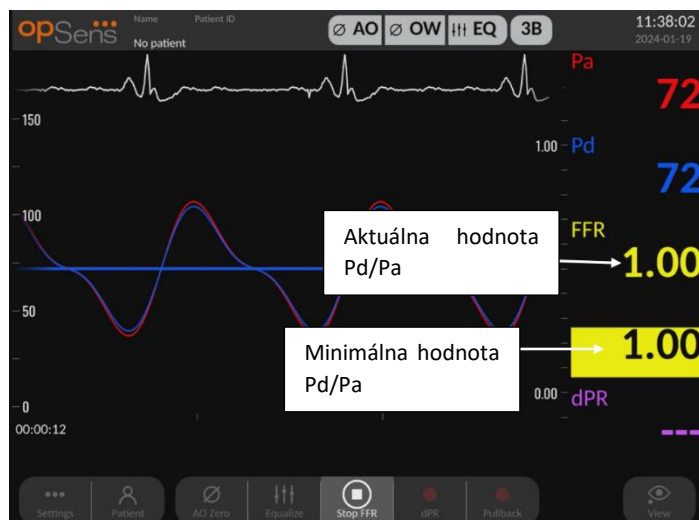 opSens
Name Patient ID
No patient
Ø AO Ø OW EQ 3B
11:38:02
2024-01-19
Pa
72
150
1.00
Pd
72
100
FFR
Aktuálna hodnota
Pd/Pa
1.00
50
Minimálna hodnota
Pd/Pa
1.00
0.00
dPR
0
00:00:12
---
Settings Patient AO Zero Equalize Stop FFR dPR Pullback View